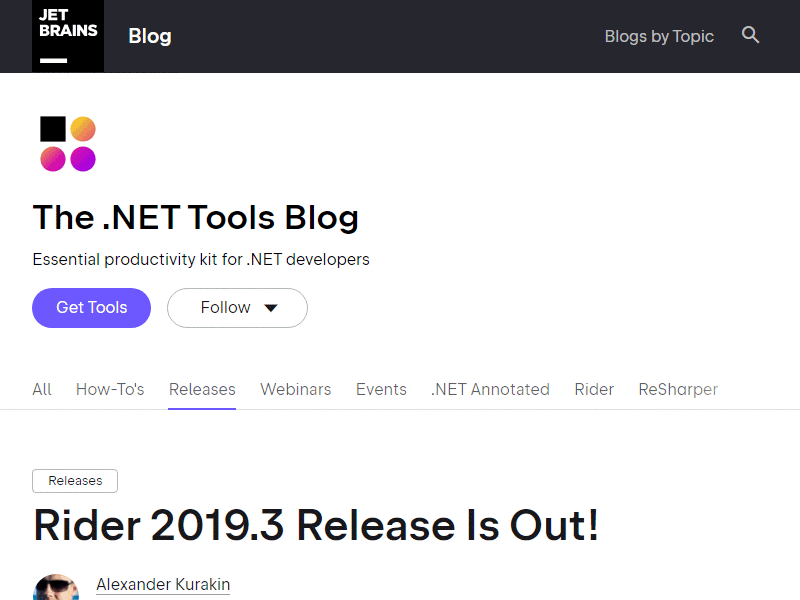 JET
BRAINS
Blog
Blogs by Topic
The .NET Tools Blog
Essential productivity kit for .NET developers
Get Tools
Follow
All How-To's Releases Webinars Events .NET Annotated Rider ReSharper
Releases
Rider 2019.3 Release Is Out!
Alexander Kurakin